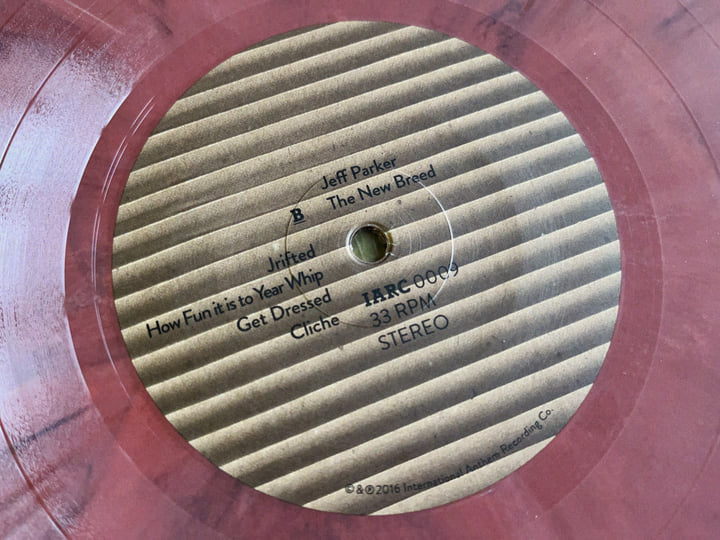 Jeff Parker
The New Breed
B
Jrifted
How Fun it is to Year Whip
Get Dressed
Cliche
IARC 0009
33 RPM
STEREO
©&℗2016 International Anthem Recording Co.